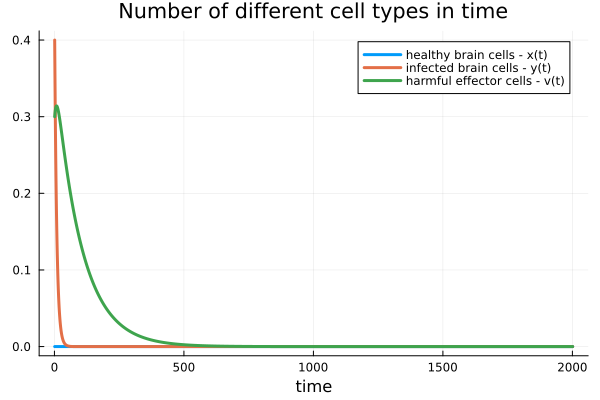 Number of different cell types in time
healthy brain cells - x(t)
infected brain cells - y(t)
harmful effector cells - v(t)
0.4
0.3
0.2
0.1
0.0
0 500 1000 1500 2000
time